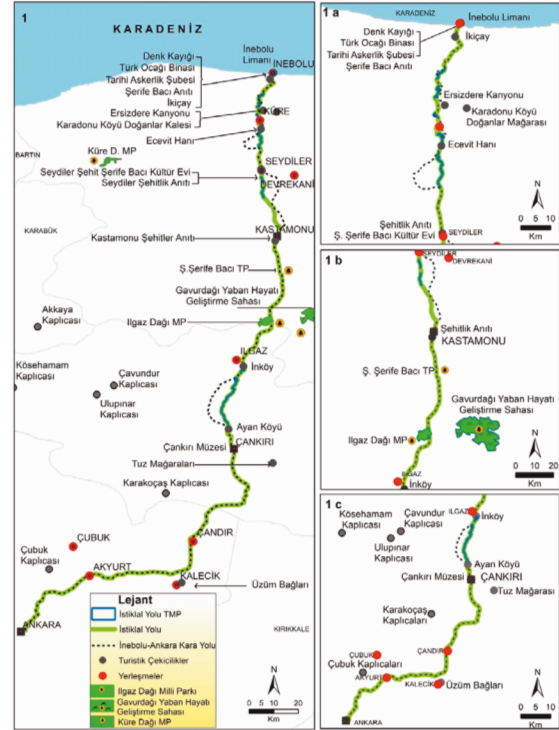 1
KARADENİZ
İnebolu
Limanı
İNEBOLU
Denk Kayığı
Türk Ocağı Binası
Tarihi Askerlik Şubesi
Şerife Bacı Anıtı
İkiçay
Ersizdere Kanyonu
KÜRE
Karadonu Köyü Doğanlar Kalesi
Ecevit Hanı
BARTIN
Küre D. MP
SEYDİLER
Seydiler Şehit Şerife Bacı Kültür Evi
Seydiler Şehitlik Anıtı
DEVREKANİ
KARABÜK
KASTAMONU
Kastamonu Şehitler Anıtı
Ş.Şerife Bacı TP
Gavurdağı Yaban Hayatı
Geliştirme Sahası
Akkaya
Kaplıcası
Ilgaz Dağı MP
ILGAZ
İnköy
Kösehamam
Kaplıcası
Çavundur
Kaplıcası
Ulupınar
Kaplıcası
Ayan Köyü
Çankırı Müzesi
ÇANKIRI
Tuz Mağaraları
Karakoçaş Kaplıcası
ÇANDIR
ÇUBUK
Çubuk
Kaplıcası
AKYURT
KALECİK
Üzüm Bağları
ANKARA
KIRIKKALE
Lejant
İstiklal Yolu TMP
İstiklal Yolu
İnebolu-Ankara Kara Yolu
Turistik Çekicilikler
Yerleşmeler
Ilgaz Dağı Milli Parkı
Gavurdağı Yaban Hayatı
Geliştirme Sahası
Küre Dağı MP
N
0 10 20
Km
1 a
KARADENİZ
İnebolu Limanı
Denk Kayığı
Türk Ocağı Binası
Tarihi Askerlik Şubesi
Şerife Bacı Anıtı
İkiçay
Ersizdere Kanyonu
Karadonu Köyü
Doğanlar Mağarası
Ecevit Hanı
Şehitlik Anıtı
Ş. Şerife Bacı Kültür Evi
SEYDİLER
N
0 5 10
Km
1 b
SEYDİLER
DEVREKANİ
Şehitlik Anıtı
KASTAMONU
Ş. Şerife Bacı TP
Gavurdağı Yaban Hayatı
Geliştirme Sahası
Ilgaz Dağı MP
ILGAZ
İnköy
N
0 10 20
Km
1 c
Kösehamam
Kaplıcası
Çavundur
Kaplıcası
Ulupınar
Kaplıcası
ILGAZ
İnköy
Ayan Köyü
Çankırı Müzesi
ÇANKIRI
Tuz Mağarası
Karakoçaş
Kaplıcaları
ÇANDIR
ÇUBUK
Çubuk Kaplıcaları
AKYURT
KALECİK
Üzüm Bağları
ANKARA
N
0 5 10
Km